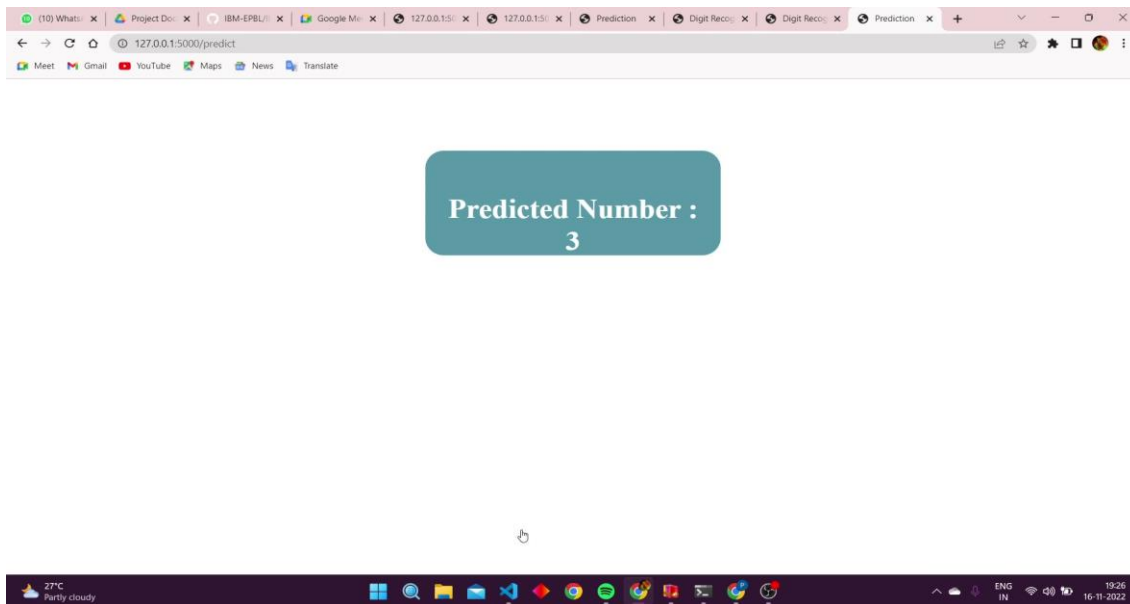 (10) Whats
Project Doc
IBM-EPBL/
Google Me
127.0.0.1:50
127.0.0.1:50
Prediction
Digit Recog
Digit Recog
Prediction
127.0.0.1:5000/predict
Meet Gmail YouTube Maps News Translate
Predicted Number :
3
27°C
Partly cloudy
ENG
IN
19:26
16-11-2022